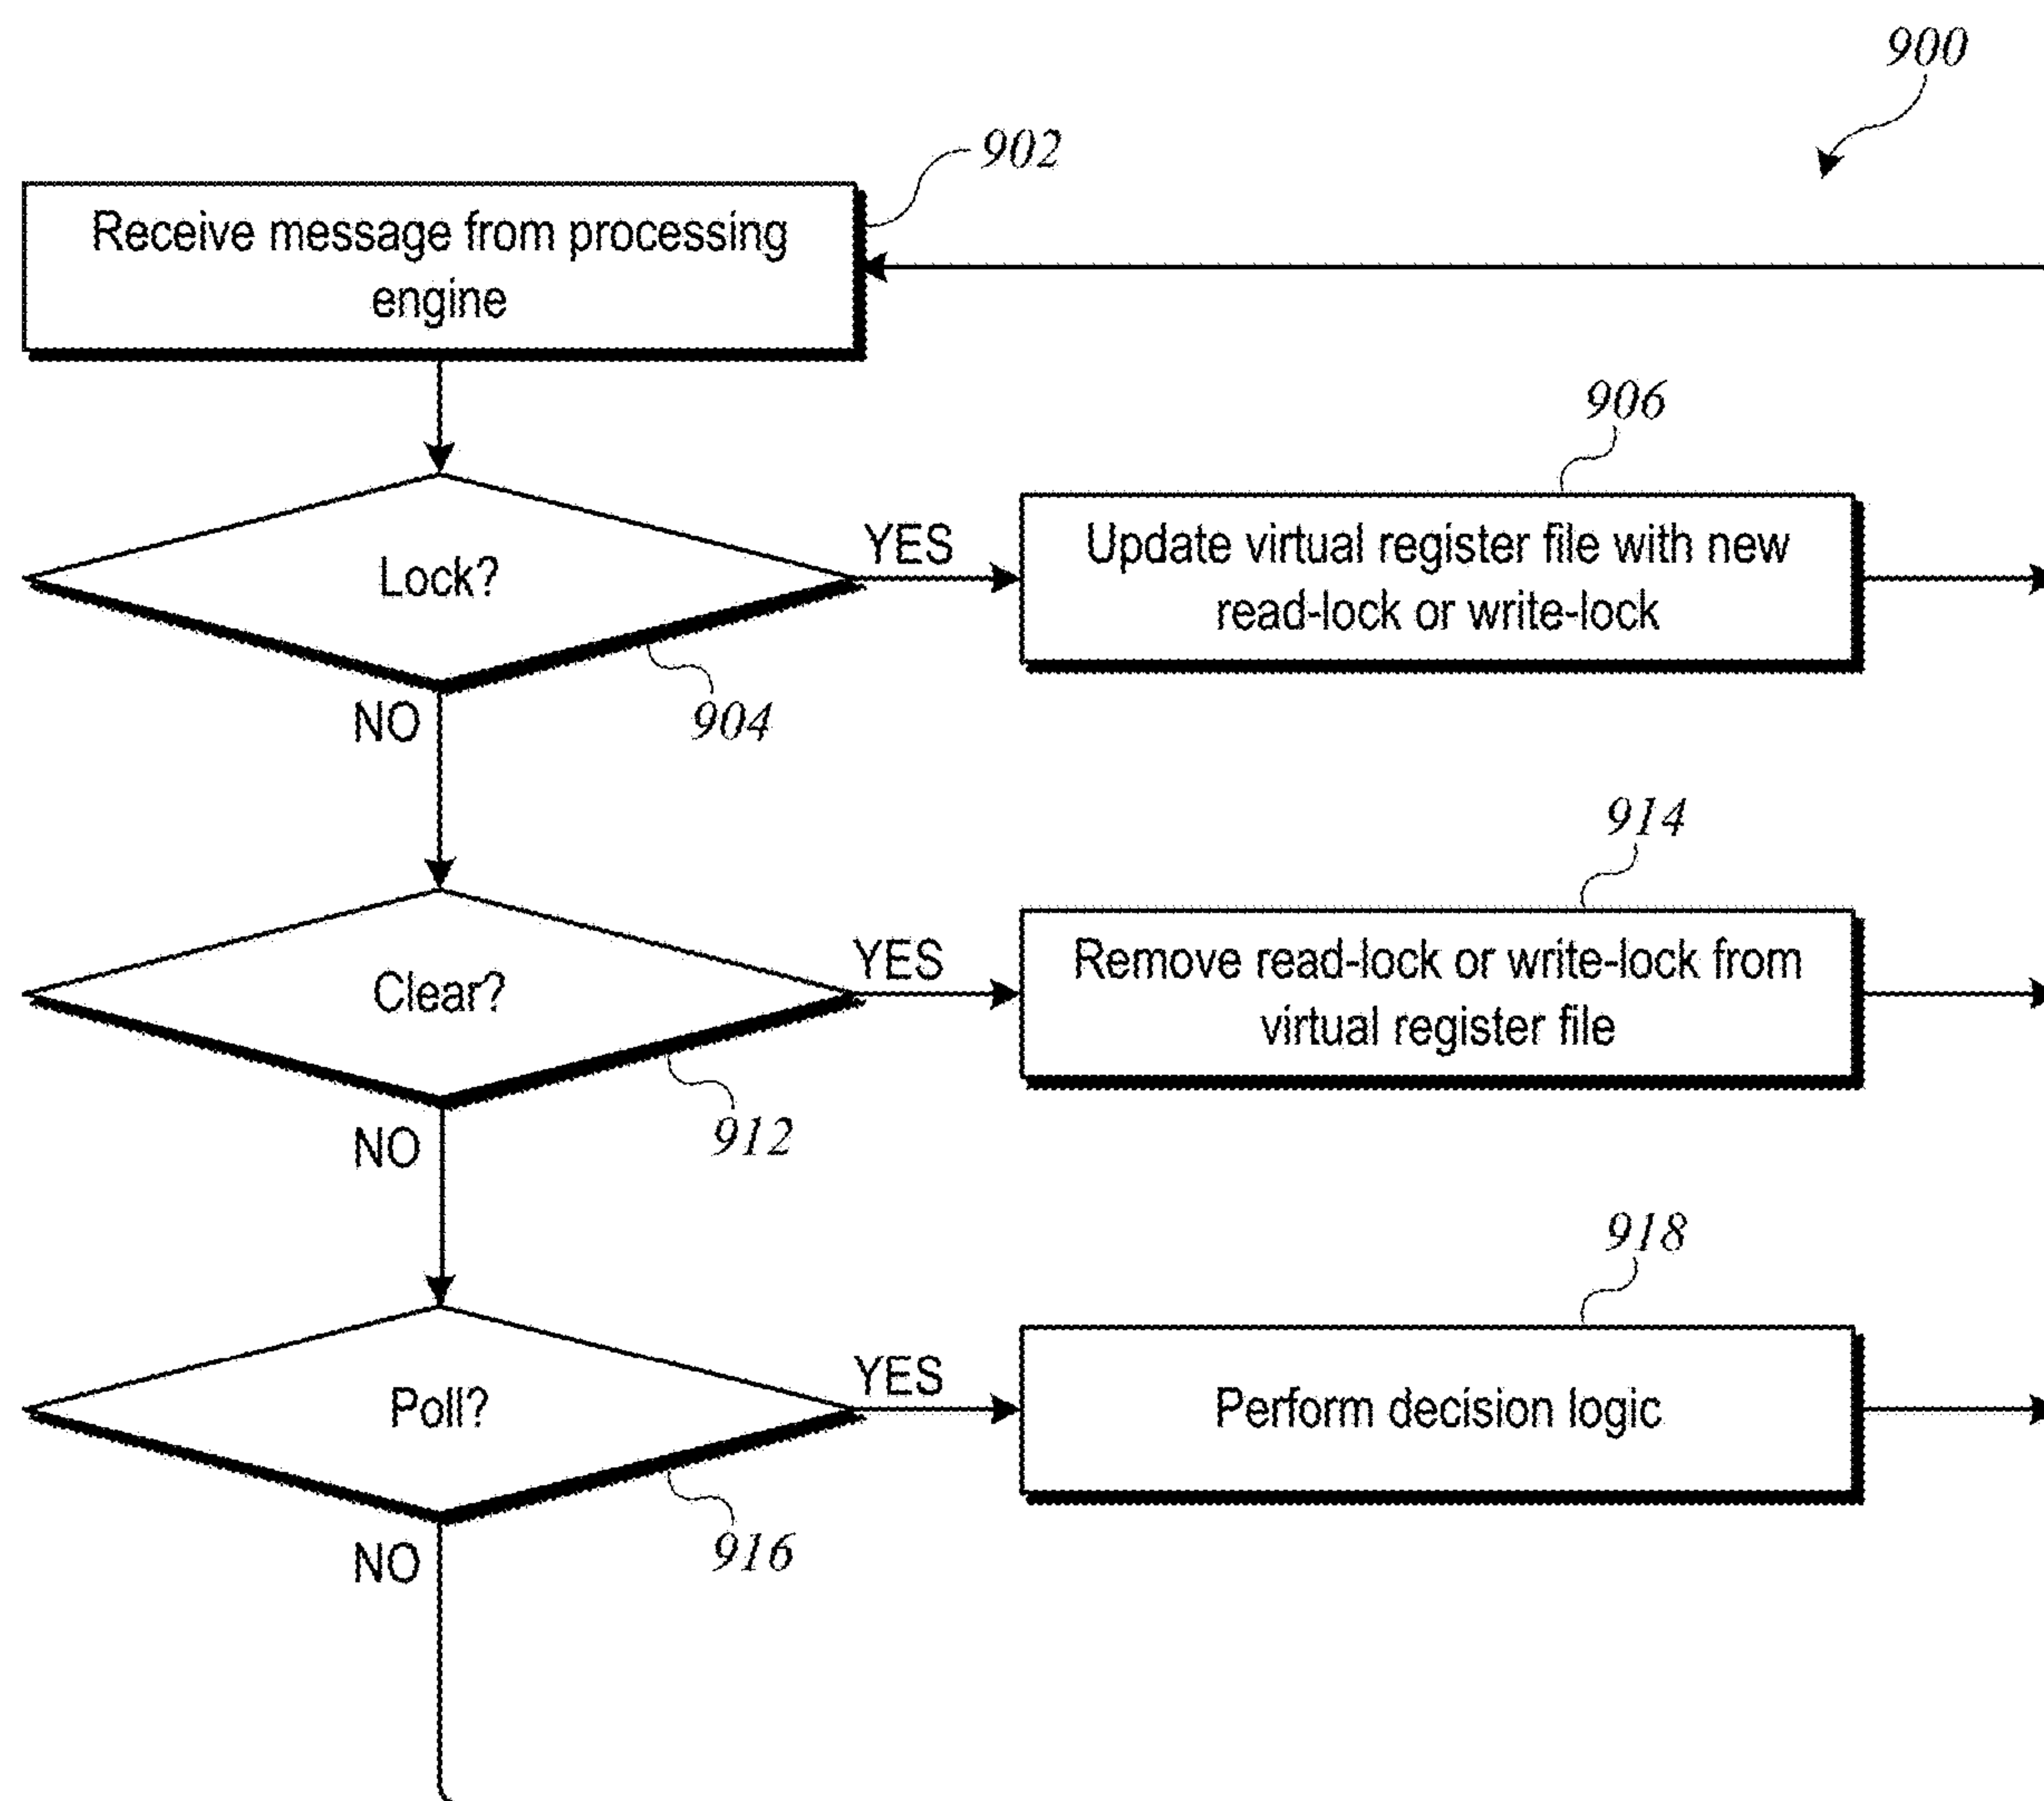 900
902
Receive message from processing
engine
906
Lock?
YES
Update virtual register file with new
read-lock or write-lock
904
NO
914
Clear?
YES
Remove read-lock or write-lock from
virtual register file
912
NO
918
Poll?
YES
Perform decision logic
916
NO